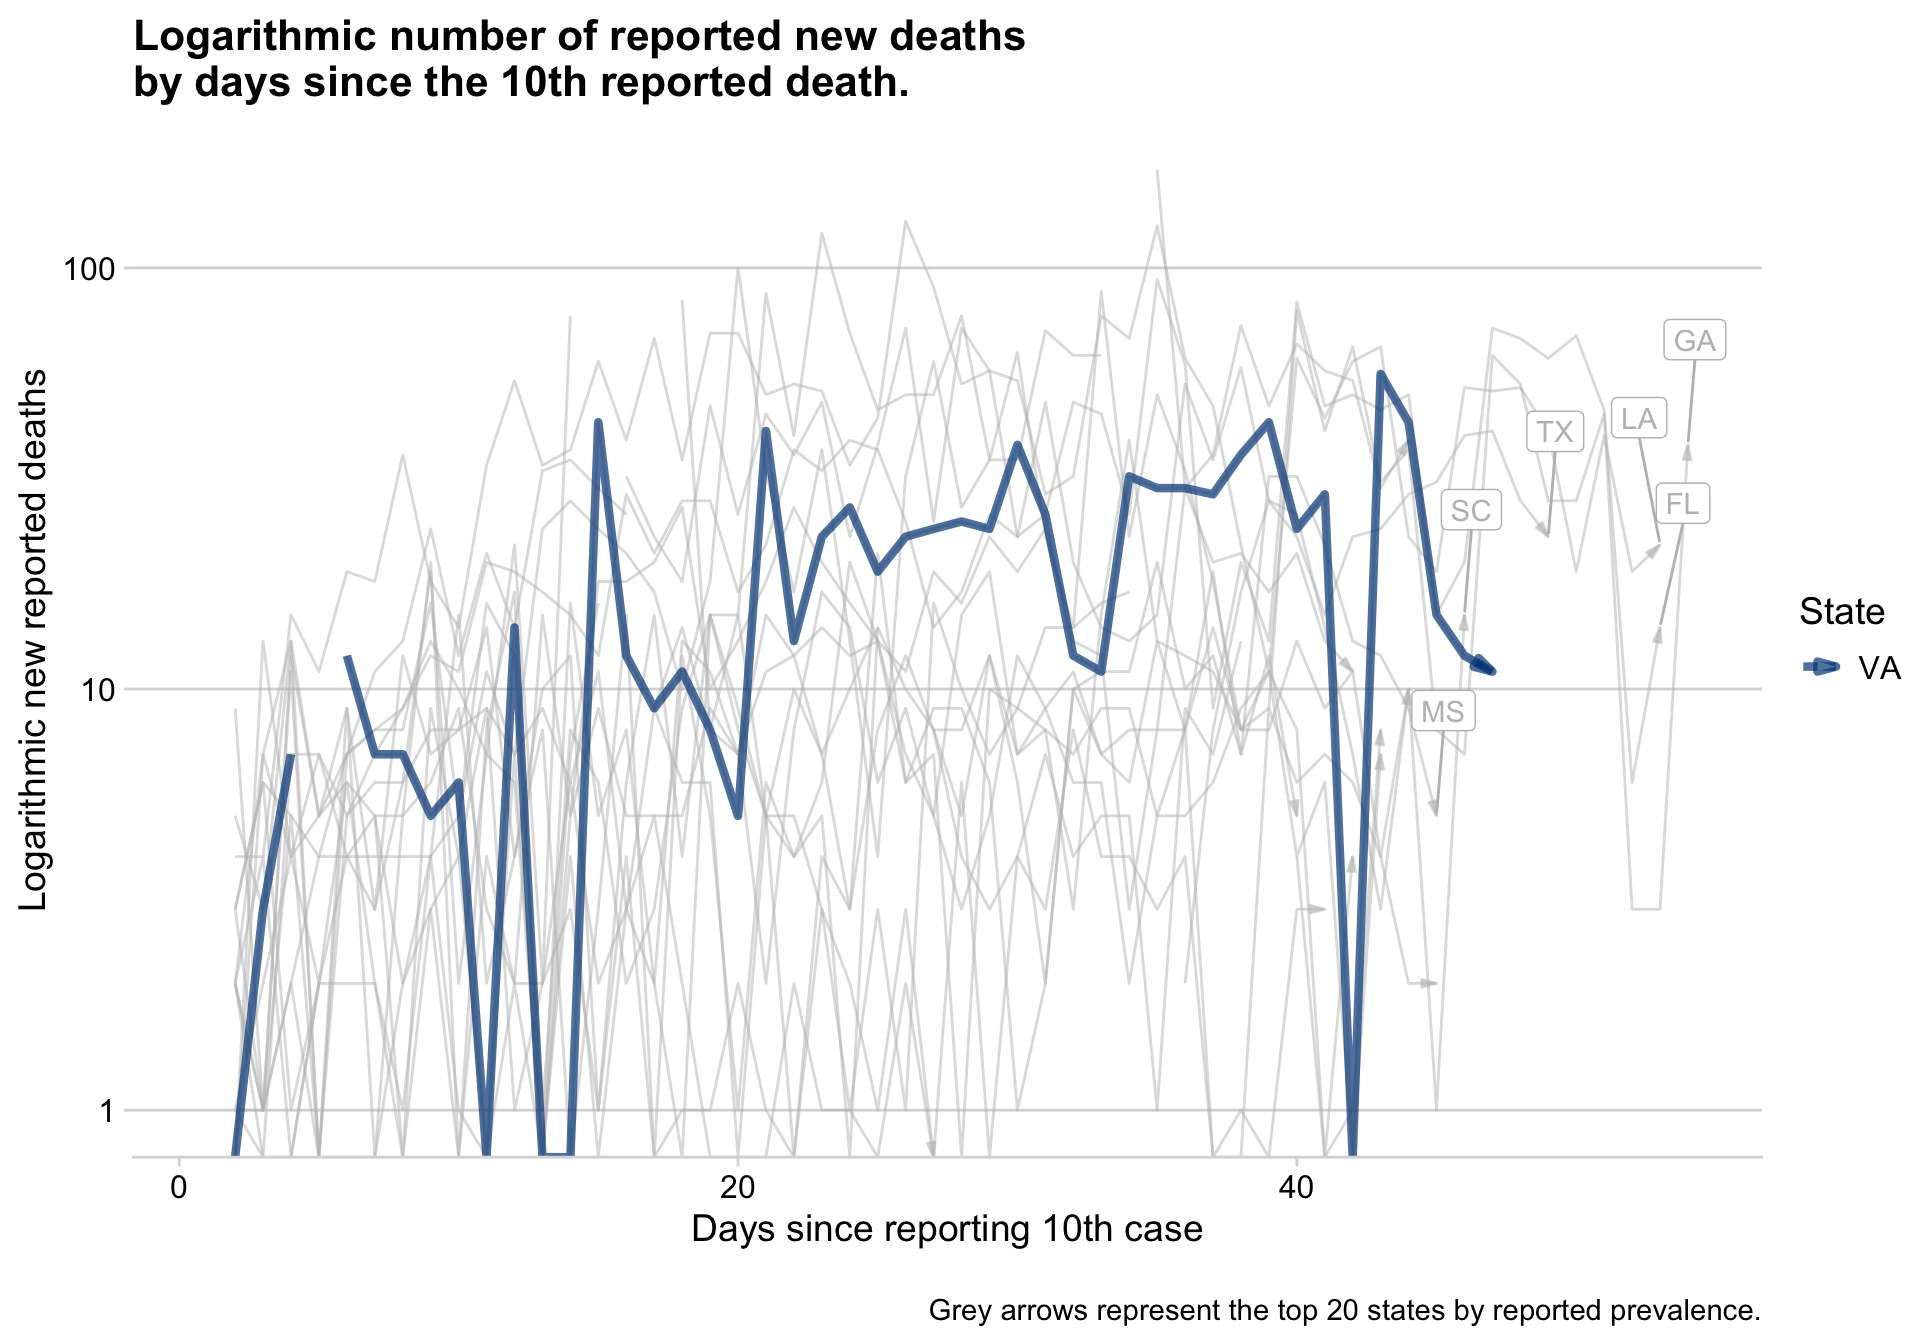 Logarithmic number of reported new deaths
by days since the 10th reported death.
Logarithmic new reported deaths
100
10
1
GA
LA
TX
FL
SC
MS
State
VA
0
20
40
Days since reporting 10th case
Grey arrows represent the top 20 states by reported prevalence.